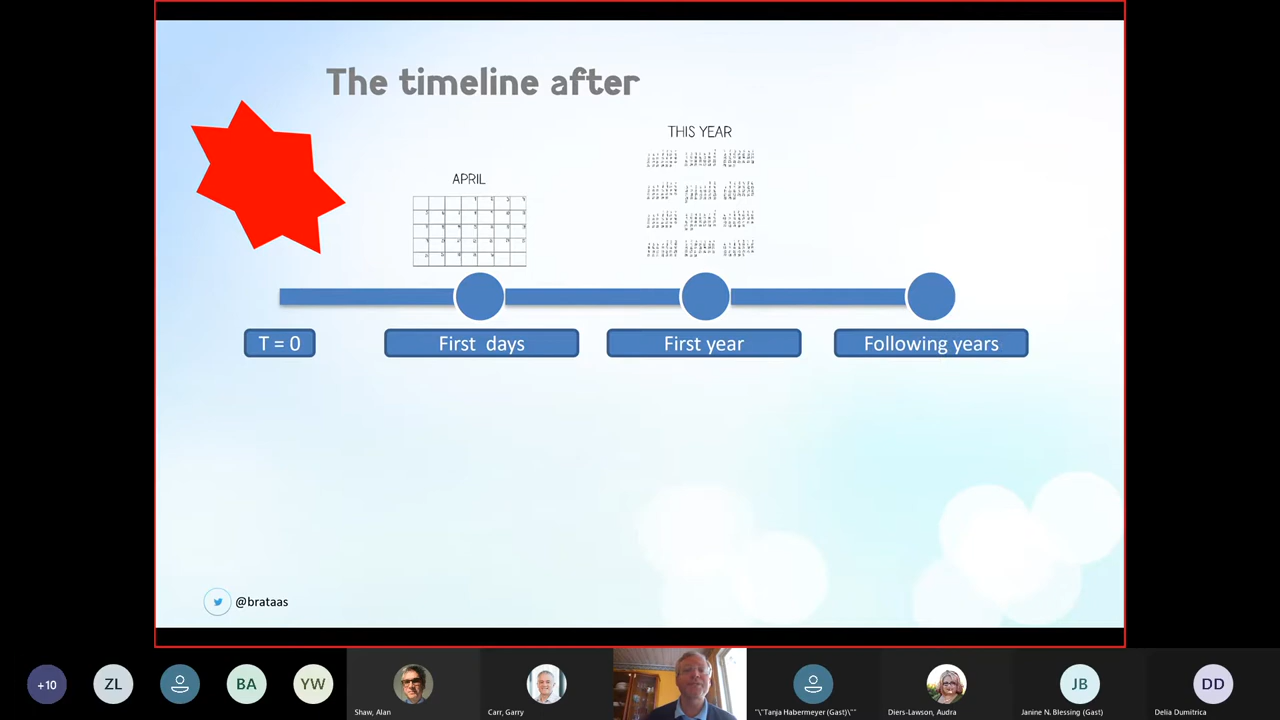 The timeline after
THIS YEAR
APRIL
T = 0
First days
First year
Following years
@brataas
+10
ZL
BA
YW
JB
DD
Shaw, Alan
Carr, Garry
"\"Tanja Habermeyer (Gast)\""
Diers-Lawson, Audra
Janine N. Blessing (Gast)
Delia Dumitrica